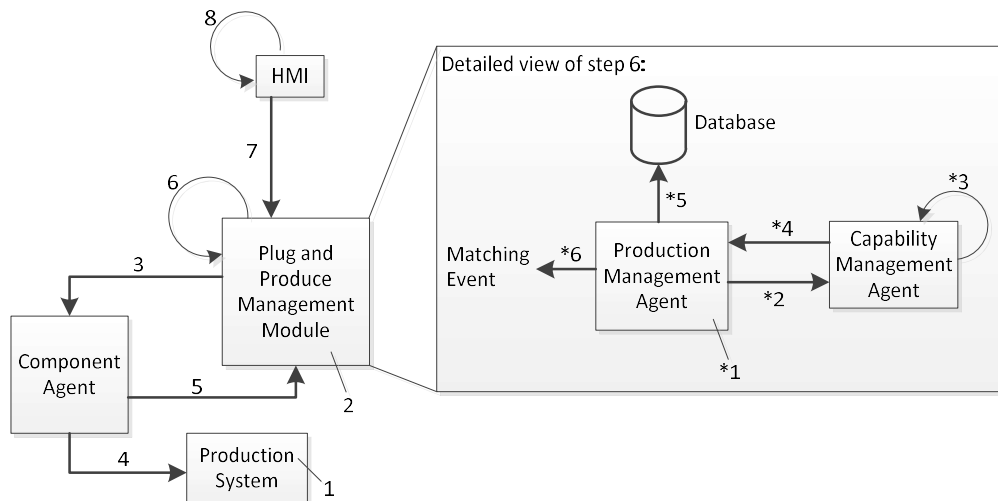 8
HMI
Detailed view of step 6:
Database
7
6
*5
*3
*4
Plug and
Produce
Management
Module
3
Matching
Event
*6
Production
Management
Agent
*2
Capability
Management
Agent
*1
Component
Agent
5
2
4
Production
System
1